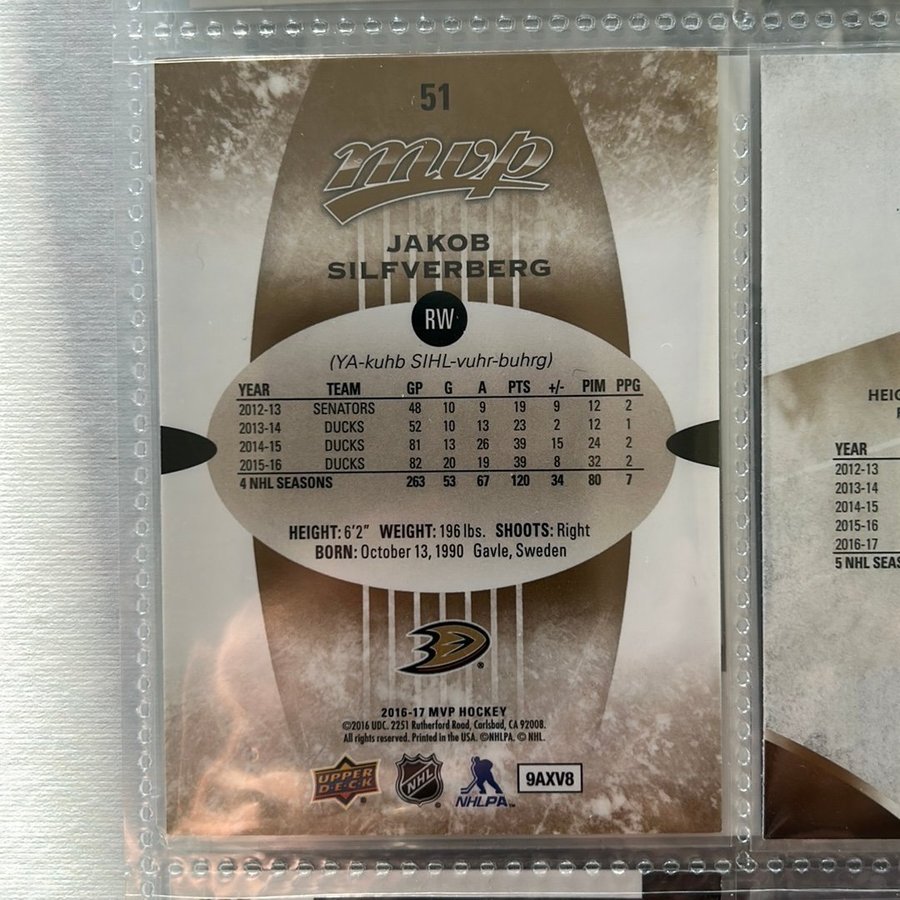 51
mvp
JAKOB
SILFVERBERG
RW
(YA-kuhb SIHL-vuhr-buhrg)
YEAR TEAM GP G A PTS +/- PIM PPG
2012-13 SENATORS 48 10 9 19 9 12 2
2013-14 DUCKS 52 10 13 23 2 12 1
2014-15 DUCKS 81 13 26 39 15 24 2
2015-16 DUCKS 82 20 19 39 8 32 2
4 NHL SEASONS 263 53 67 120 34 80 7
HEIGHT: 6'2" WEIGHT: 196 lbs. SHOOTS: Right
BORN: October 13, 1990 Gavle, Sweden
®
2016-17 MVP HOCKEY
©2016 UDC. 2251 Rutherford Road, Carlsbad, CA 92008.
All rights reserved. Printed in the USA. ©NHLPA. © NHL.
UPPER
D·E·C·K
NHL
NHLPA
9AXV8
YEAR
2012-13
2013-14
2014-15
2015-16
2016-17